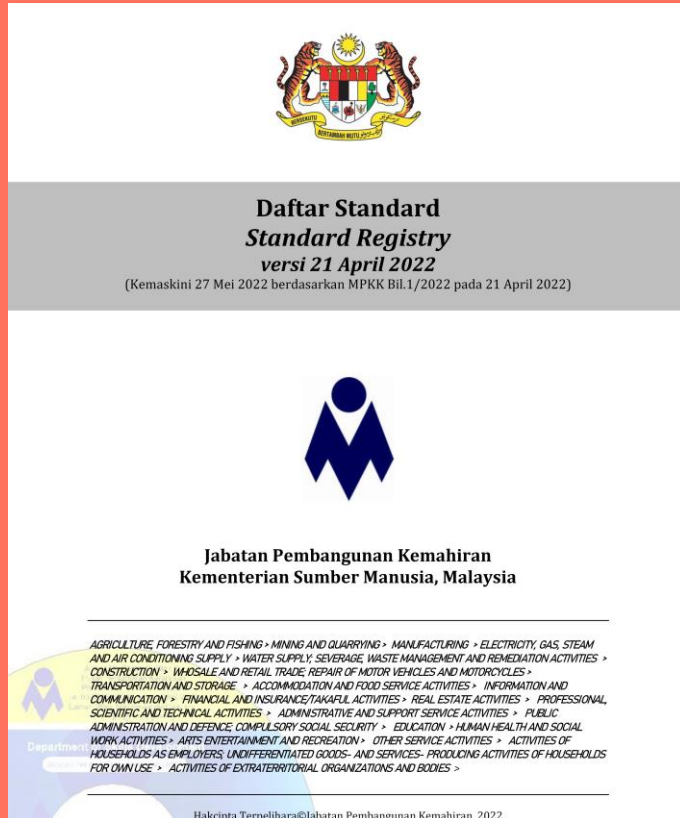 BERSEKUTU
BERTAMBAH MUTU
Daftar Standard
Standard Registry
versi 21 April 2022
(Kemaskini 27 Mei 2022 berdasarkan MPKK Bil.1/2022 pada 21 April 2022)
Jabatan Pembangunan Kemahiran
Kementerian Sumber Manusia, Malaysia
AGRICULTURE, FORESTRY AND FISHING > MINING AND QUARRYING > MANUFACTURING > ELECTRICITY, GAS, STEAM
AND AIR CONDITIONING SUPPLY > WATER SUPPLY; SEVERAGE, WASTE MANAGEMENT AND REMEDIATION ACTIVITIES >
CONSTRUCTION > WHOSALE AND RETAIL TRADE; REPAIR OF MOTOR VEHICLES AND MOTORCYCLES >
TRANSPORTATION AND STORAGE > ACCOMMODATION AND FOOD SERVICE ACTIVITIES > INFORMATION AND
COMMUNICATION > FINANCIAL AND INSURANCE/TAKAFUL ACTIVITIES > REAL ESTATE ACTIVITIES > PROFESSIONAL,
SCIENTIFIC AND TECHNICAL ACTIVITIES > ADMINISTRATIVE AND SUPPORT SERVICE ACTIVITIES > PUBLIC
ADMINISTRATION AND DEFENCE; COMPULSORY SOCIAL SECURITY > EDUCATION > HUMAN HEALTH AND SOCIAL
WORK ACTIVITIES > ARTS ENTERTAINMENT AND RECREATION > OTHER SERVICE ACTIVITIES > ACTIVITIES OF
HOUSEHOLDS AS EMPLOYERS; UNDIFFERENTIATED GOODS- AND SERVICES- PRODUCING ACTIVITIES OF HOUSEHOLDS
FOR OWN USE > ACTIVITIES OF EXTRATERRITORIAL ORGANIZATIONS AND BODIES >
Hakcipta Terpelihara©Jabatan Pembangunan Kemahiran, 2022